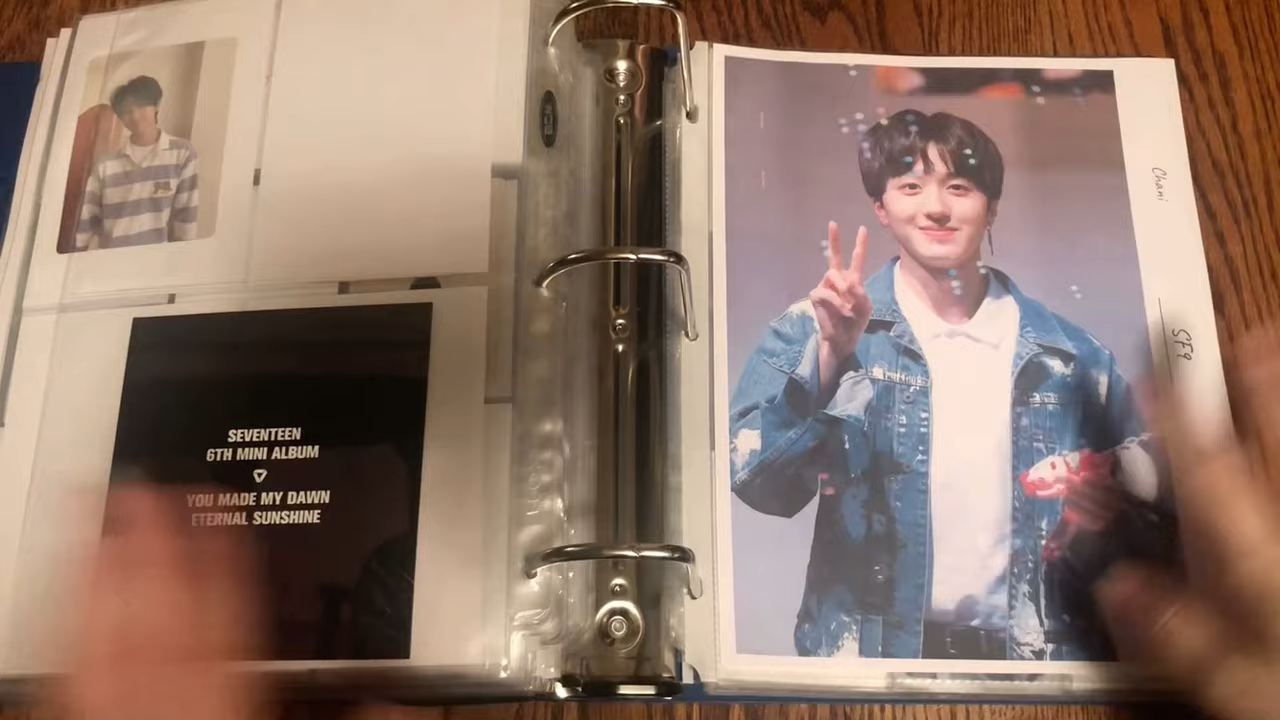 SEVENTEEN
6TH MINI ALBUM
YOU MADE MY DAWN
ETERNAL SUNSHINE
Chani
SF9